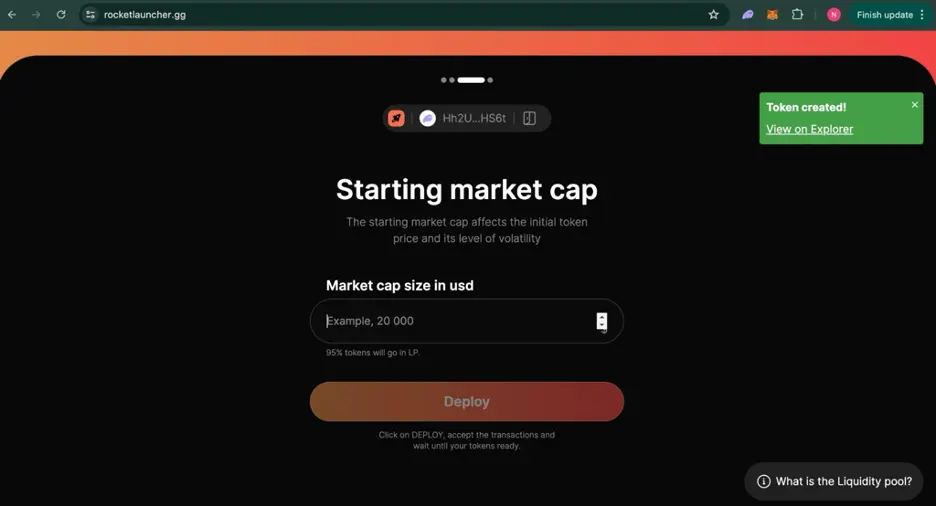 rocketlauncher.gg
N
Finish update
Token created!
View on Explorer
Hh2U...HS6t
Starting market cap
The starting market cap affects the initial token
price and its level of volatility
Market cap size in usd
Example, 20 000
95% tokens will go in LP.
Deploy
Click on DEPLOY, accept the transactions and
wait until your tokens ready.
What is the Liquidity pool?